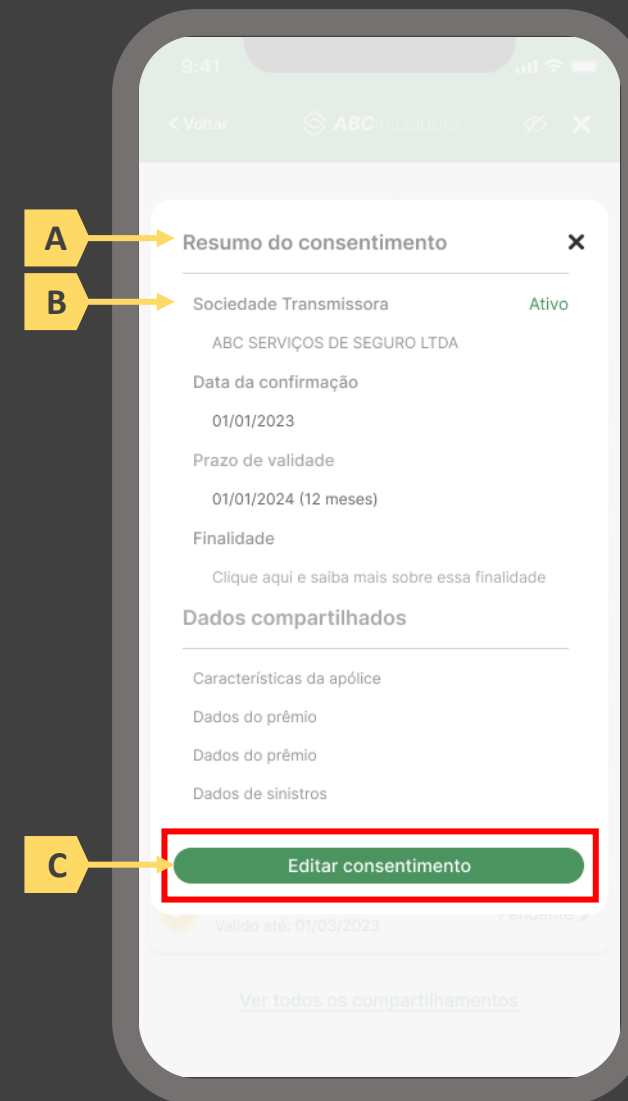 9:41
< Voltar
ABCiniciadora
A
Resumo do consentimento
B
Sociedade Transmissora
Ativo
ABC SERVIÇOS DE SEGURO LTDA
Data da confirmação
01/01/2023
Prazo de validade
01/01/2024 (12 meses)
Finalidade
Clique aqui e saiba mais sobre essa finalidade
Dados compartilhados
Características da apólice
Dados do prêmio
Dados do prêmio
Dados de sinistros
C
Editar consentimento
Valido até: 01/03/2023
Pendente
Ver todos os compartilhamentos